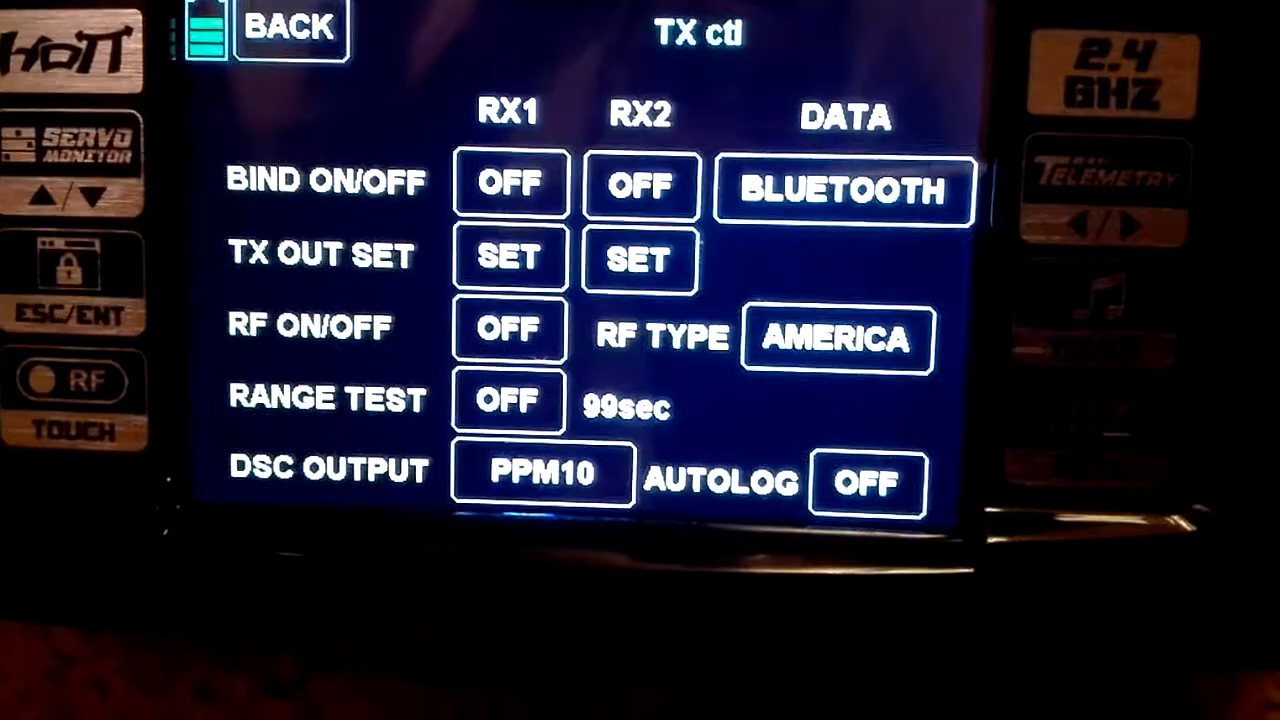 HoTT
BACK
TX ctl
2.4
GHZ
RX1 RX2 DATA
SERVO
MONITOR
BIND ON/OFF OFF OFF BLUETOOTH
TELEMETRY
TX OUT SET SET SET
ESC/ENT
RF ON/OFF OFF RF TYPE AMERICA
RF
RANGE TEST OFF 99sec
TOUCH
DSC OUTPUT PPM10 AUTOLOG OFF